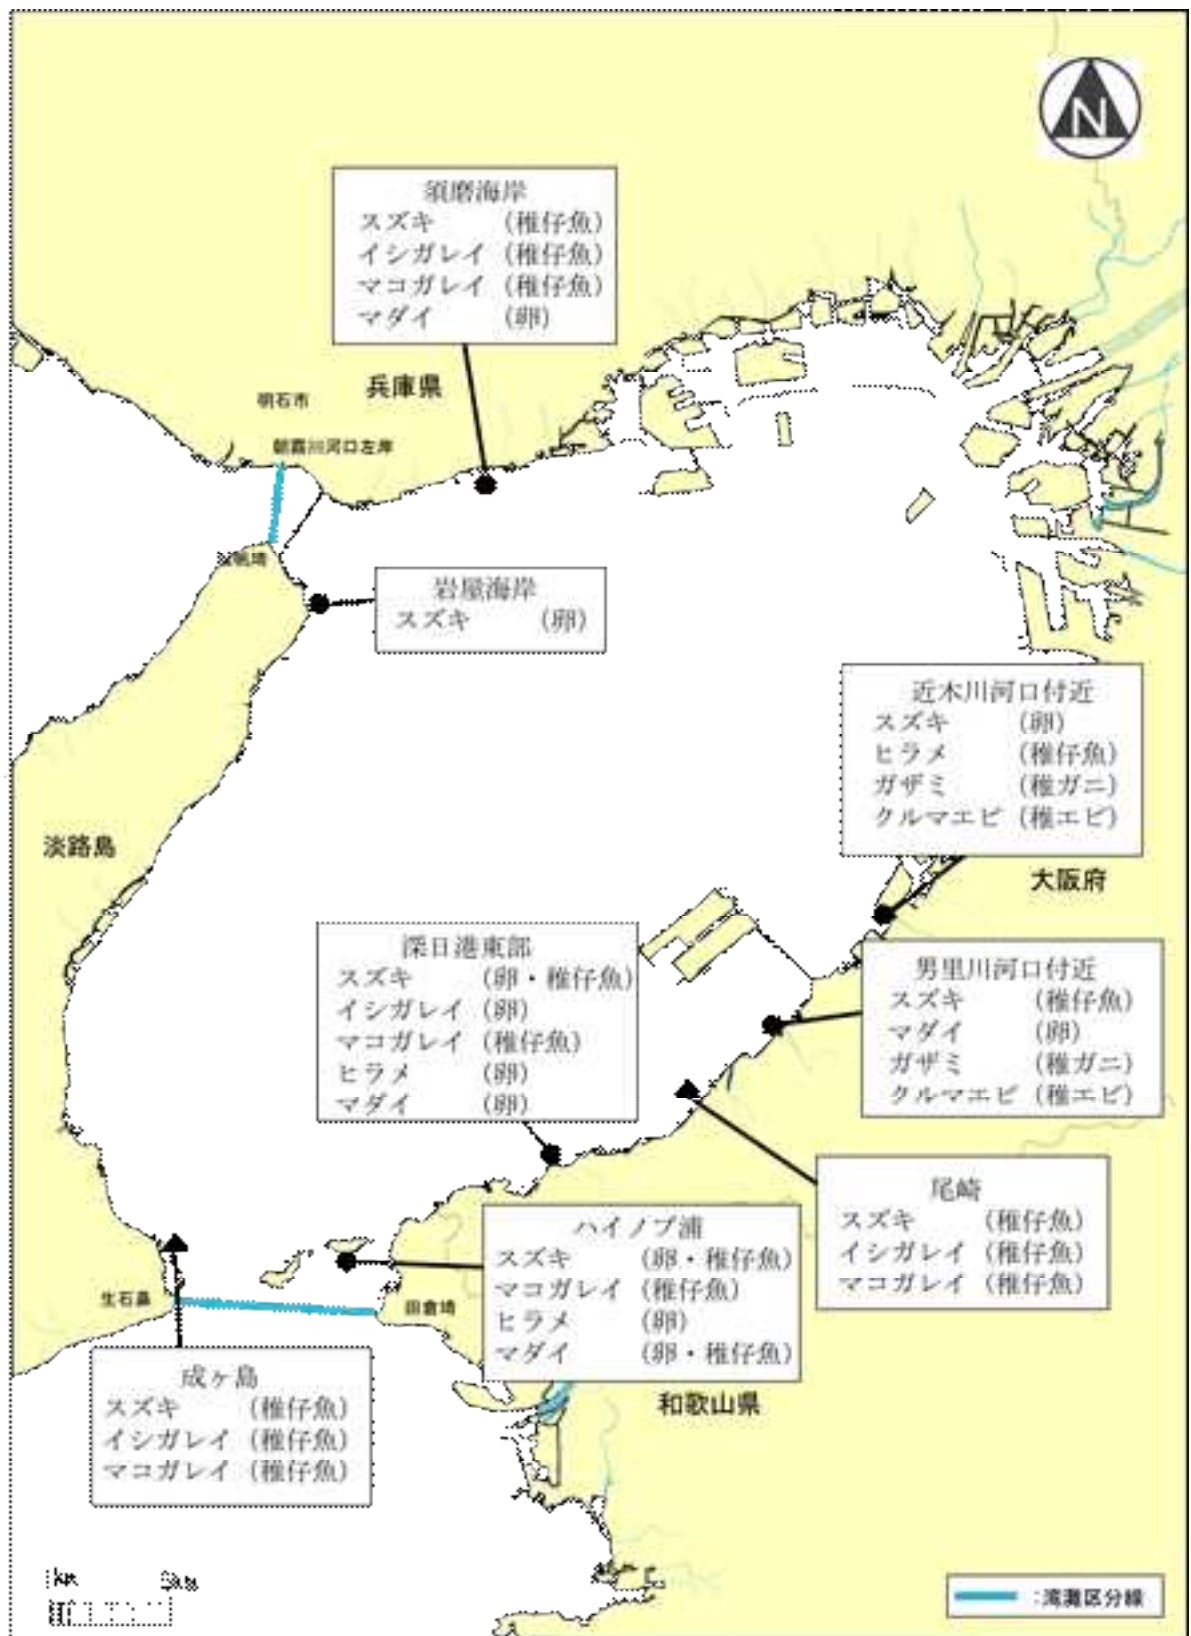 N
須磨海岸
スズキ (稚仔魚)
イシガレイ (稚仔魚)
マコガレイ (稚仔魚)
マダイ (卵)
兵庫県
明石市
朝霧川河口左岸
岩屋海岸
スズキ (卵)
近木川河口付近
スズキ (卵)
ヒラメ (稚仔魚)
ガザミ (稚ガニ)
クルマエビ (稚エビ)
淡路島
大阪府
深日港東部
スズキ (卵・稚仔魚)
イシガレイ (卵)
マコガレイ (稚仔魚)
ヒラメ (卵)
マダイ (卵)
男里川河口付近
スズキ (稚仔魚)
マダイ (卵)
ガザミ (稚ガニ)
クルマエビ (稚エビ)
尾崎
スズキ (稚仔魚)
イシガレイ (稚仔魚)
マコガレイ (稚仔魚)
ハイノブ浦
スズキ (卵・稚仔魚)
マコガレイ (稚仔魚)
ヒラメ (卵)
マダイ (卵・稚仔魚)
生石鼻
田倉埼
成ヶ島
スズキ (稚仔魚)
イシガレイ (稚仔魚)
マコガレイ (稚仔魚)
和歌山県
:湾灘区分線